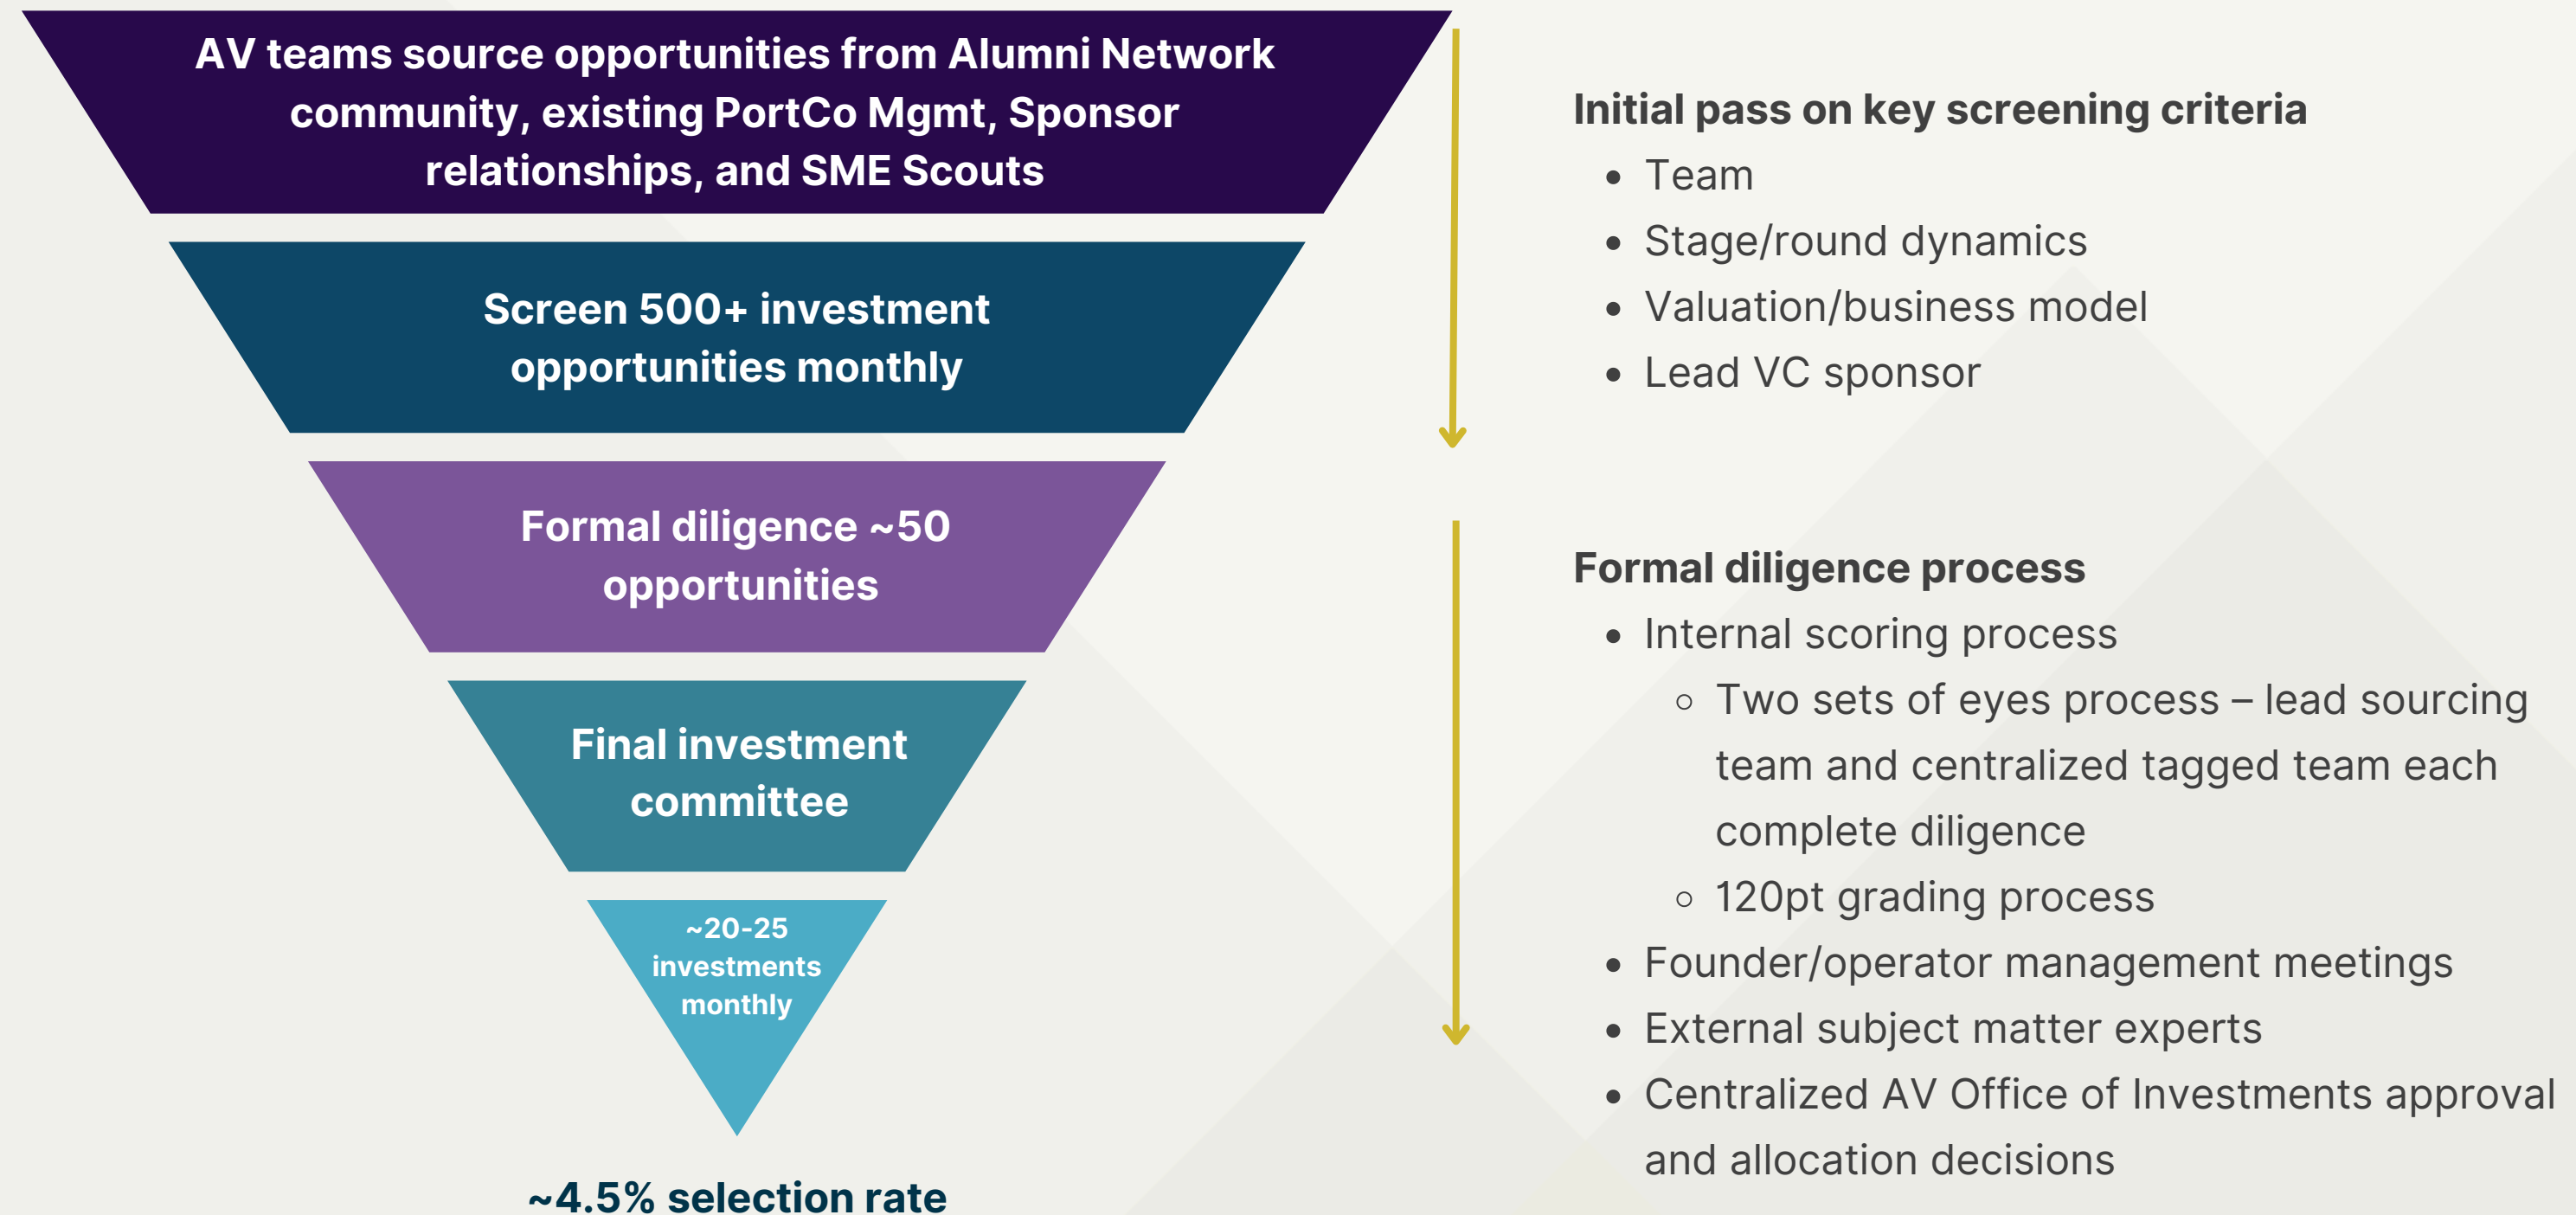 AV teams source opportunities from Alumni Network
community, existing PortCo Mgmt, Sponsor
relationships, and SME Scouts
Screen 500+ investment
opportunities monthly
Formal diligence ~50
opportunities
Final investment
committee
~20-25
investments
monthly
~4.5% selection rate
Initial pass on key screening criteria
• Team
• Stage/round dynamics
• Valuation/business model
• Lead VC sponsor
Formal diligence process
• Internal scoring process
◦ Two sets of eyes process – lead sourcing
team and centralized tagged team each
complete diligence
◦ 120pt grading process
• Founder/operator management meetings
• External subject matter experts
• Centralized AV Office of Investments approval
and allocation decisions